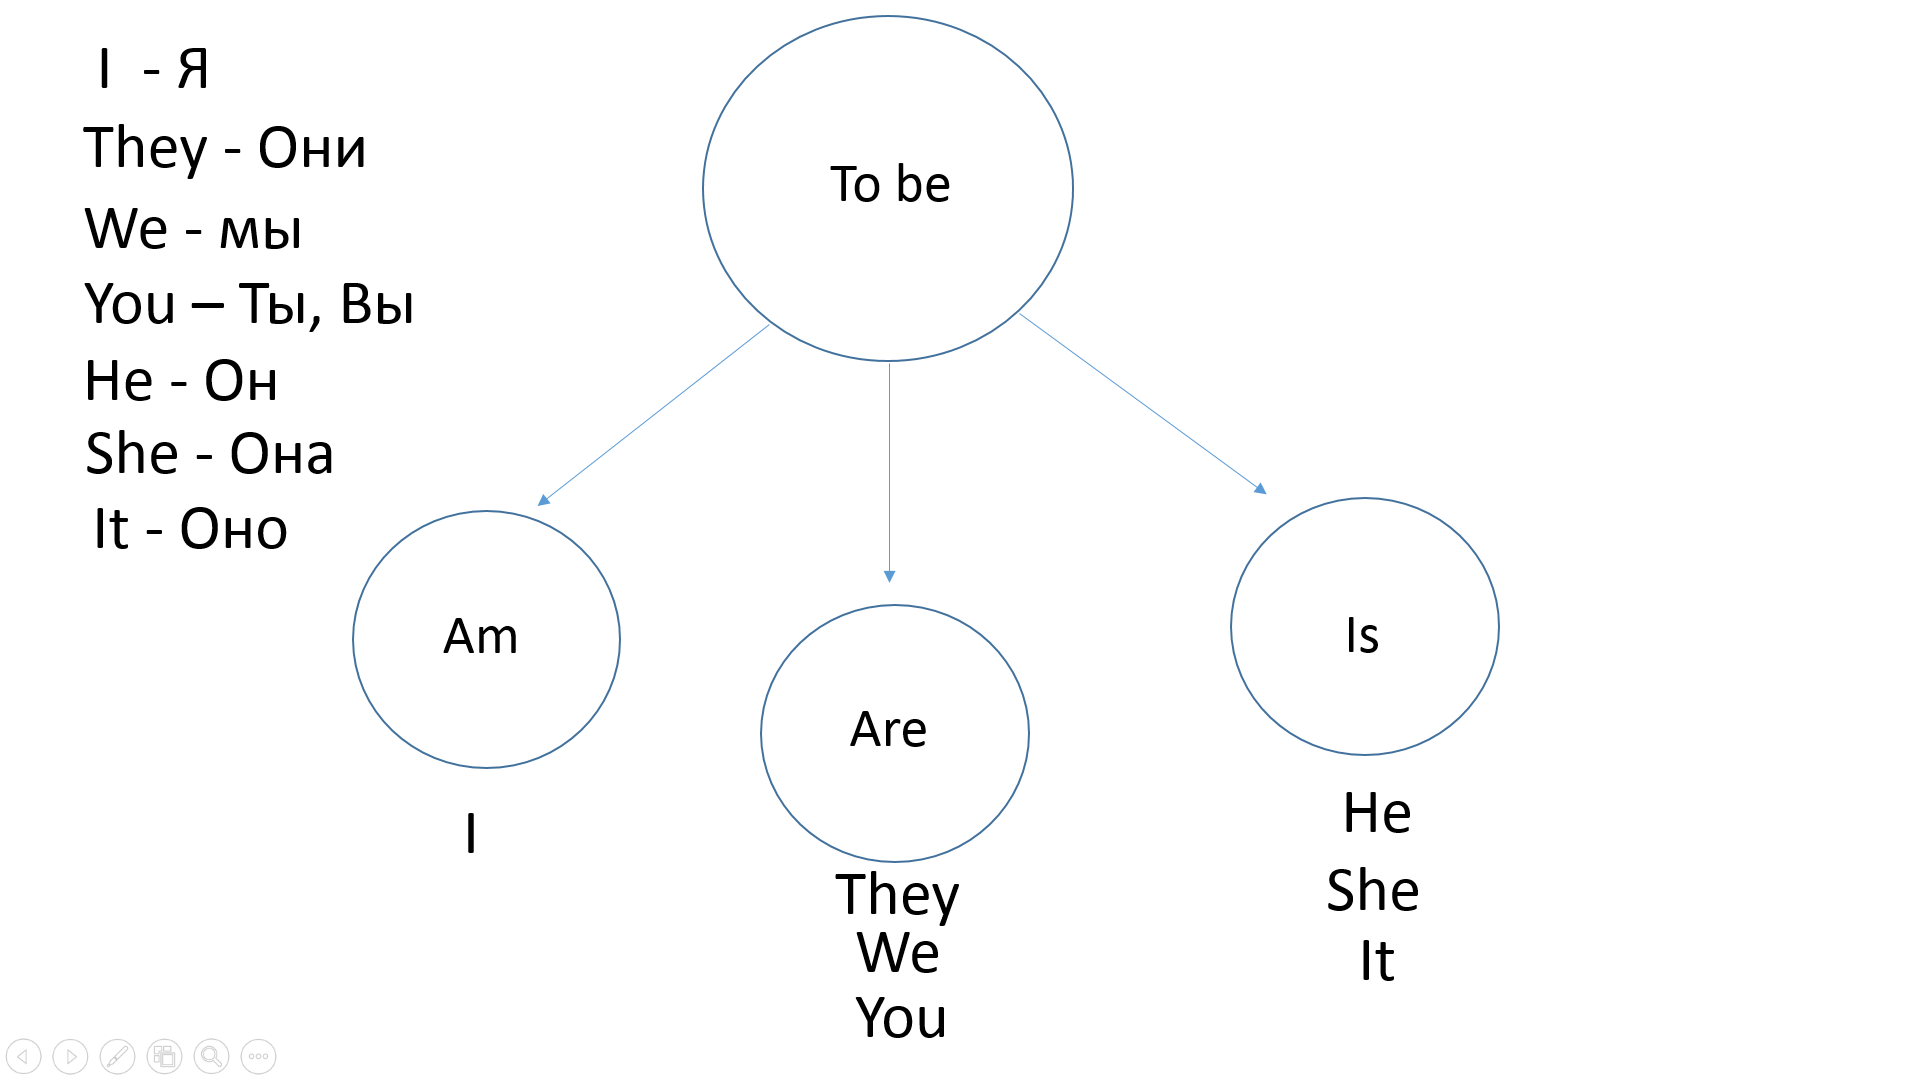 I - Я
They - Они
We - мы
You – Ты, Вы
He - Он
She - Она
It - Оно
To be
Am
Are
Is
I
They
We
You
He
She
It